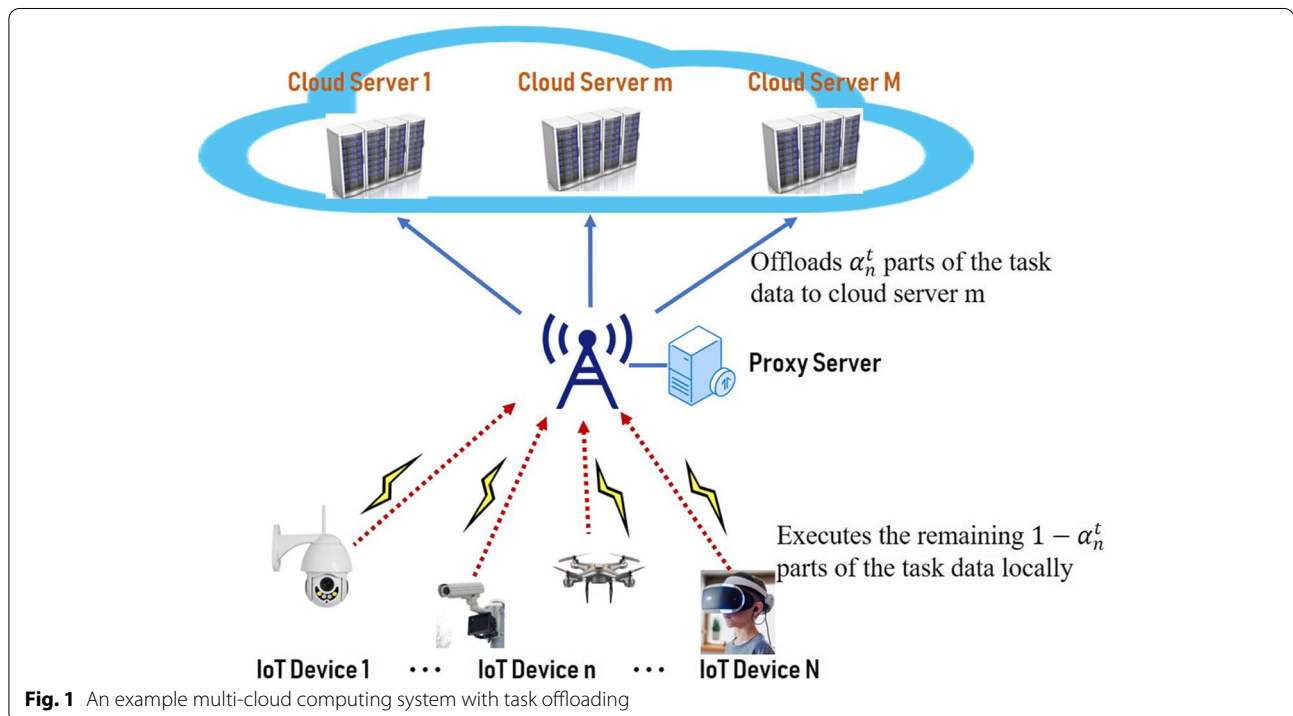 Cloud Server 1
Cloud Server m
Cloud Server M
Offloads αₙᵗ parts of the task
data to cloud server m
Proxy Server
Executes the remaining 1 − αₙᵗ
parts of the task data locally
IoT Device 1 ··· IoT Device n ··· IoT Device N
Fig. 1 An example multi-cloud computing system with task offloading